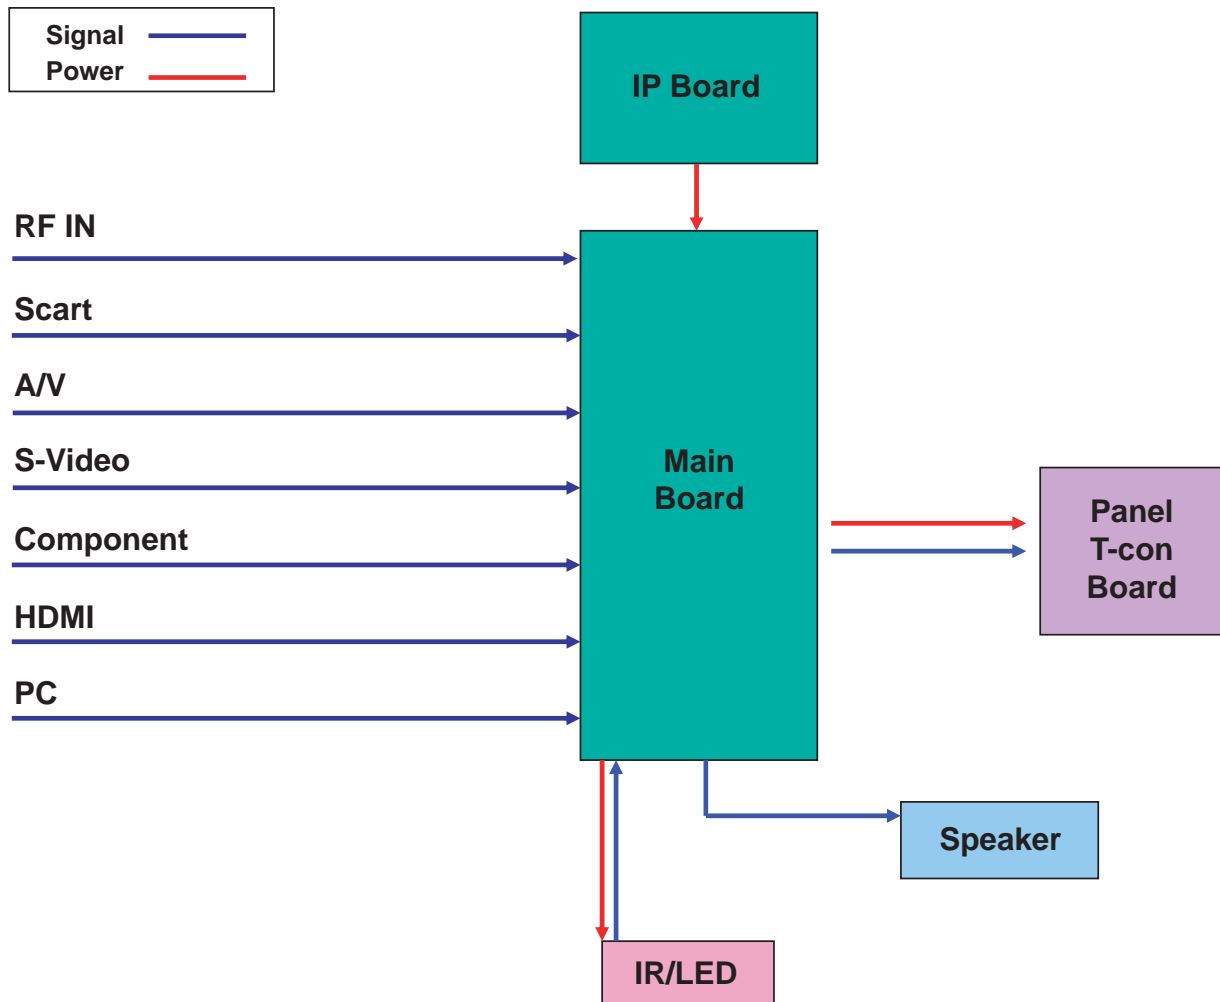 Signal
Power
IP Board
RF IN
Scart
A/V
S-Video
Component
HDMI
PC
Main
Board
Panel
T-con
Board
Speaker
IR/LED